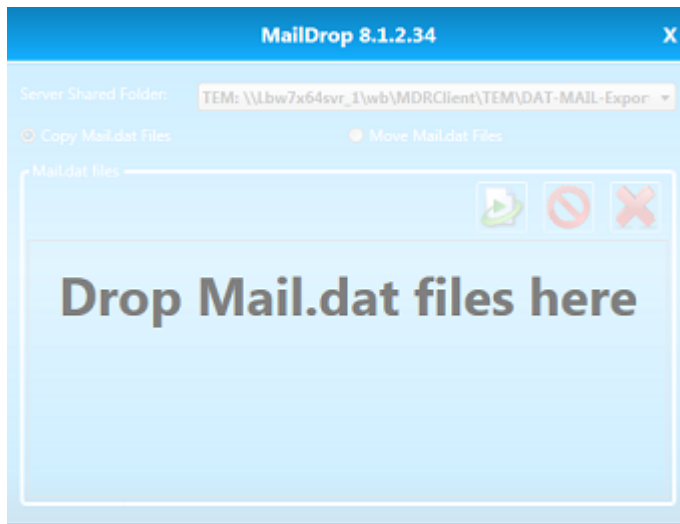 MailDrop 8.1.2.34 X
Server Shared Folder: TEM: \\Lbw7x64svr_1\wb\MDRClient\TEM\DAT-MAIL-Expor
Copy Mail.dat Files Move Mail.dat Files
Mail.dat files
Drop Mail.dat files here